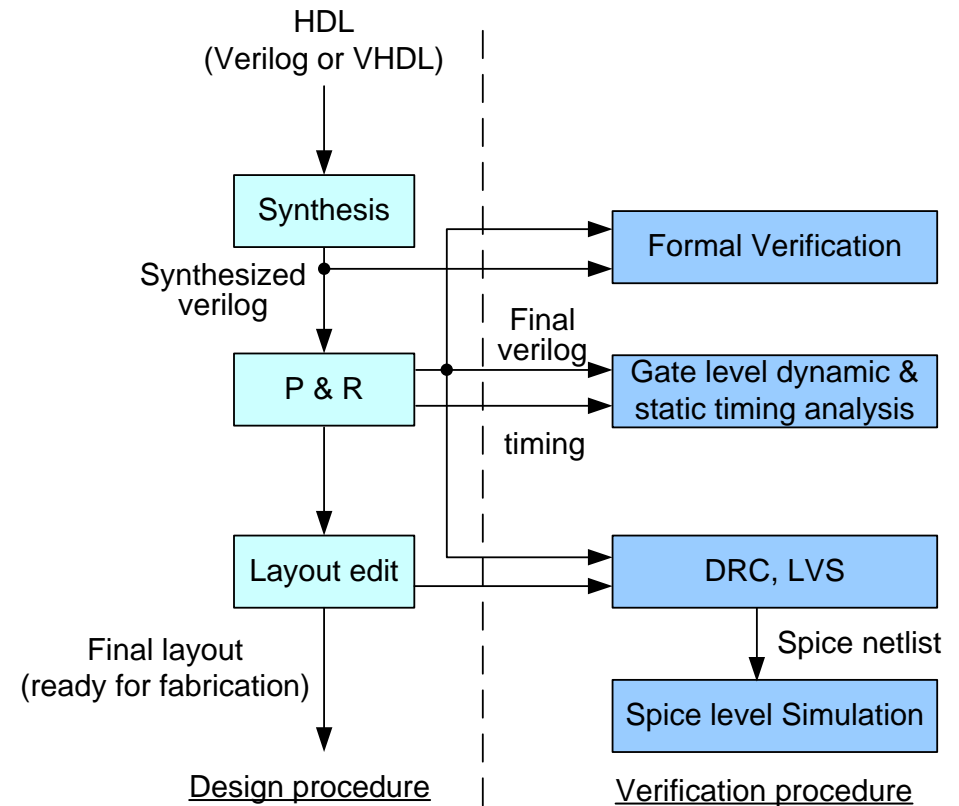 HDL
(Verilog or VHDL)
Synthesis
Formal Verification
Synthesized
verilog
Final
verilog
P & R
Gate level dynamic &
static timing analysis
timing
Layout edit
DRC, LVS
Final layout
(ready for fabrication)
Spice netlist
Spice level Simulation
Design procedure
Verification procedure